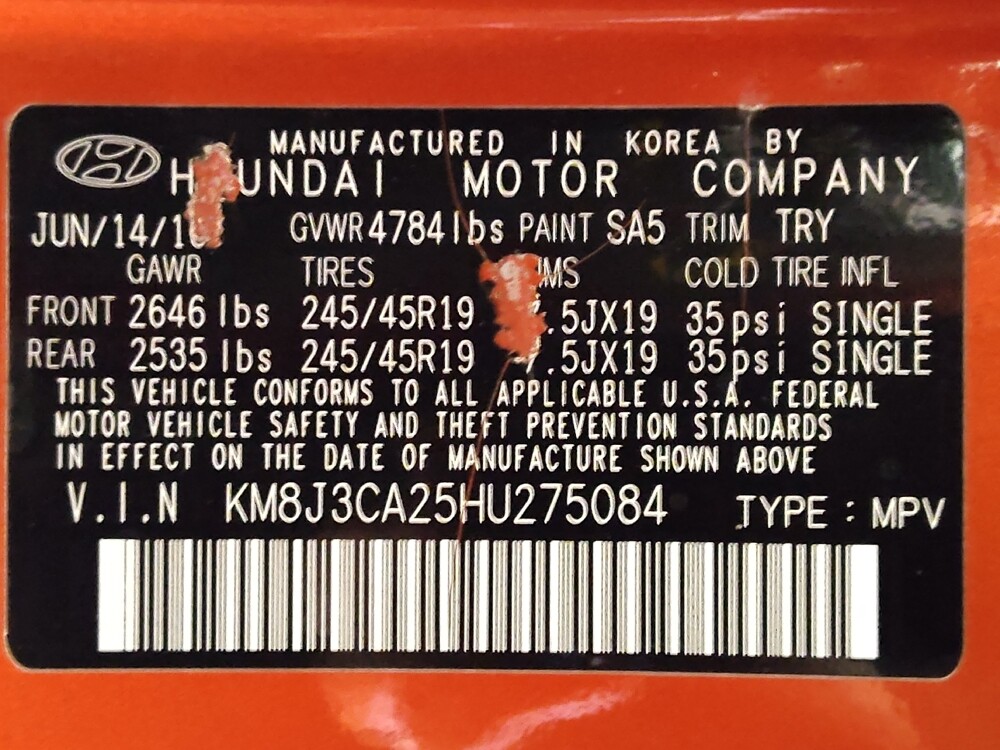 MANUFACTURED IN KOREA BY
HYUNDAI MOTOR COMPANY
GVWR 4784 lbs PAINT SA5 TRIM TRY
GAWR TIRES COLD TIRE INFL
FRONT 2646 lbs 245/45R19 .5JX19 35psi SINGLE
REAR 2535 lbs 245/45R19 7.5JX19 35psi SINGLE
THIS VEHICLE CONFORMS TO ALL APPLICABLE U.S.A. FEDERAL
MOTOR VEHICLE SAFETY AND THEFT PREVENTION STANDARDS
IN EFFECT ON THE DATE OF MANUFACTURE SHOWN ABOVE
V.I.N KM8J3CA25HU275084 TYPE : MPV